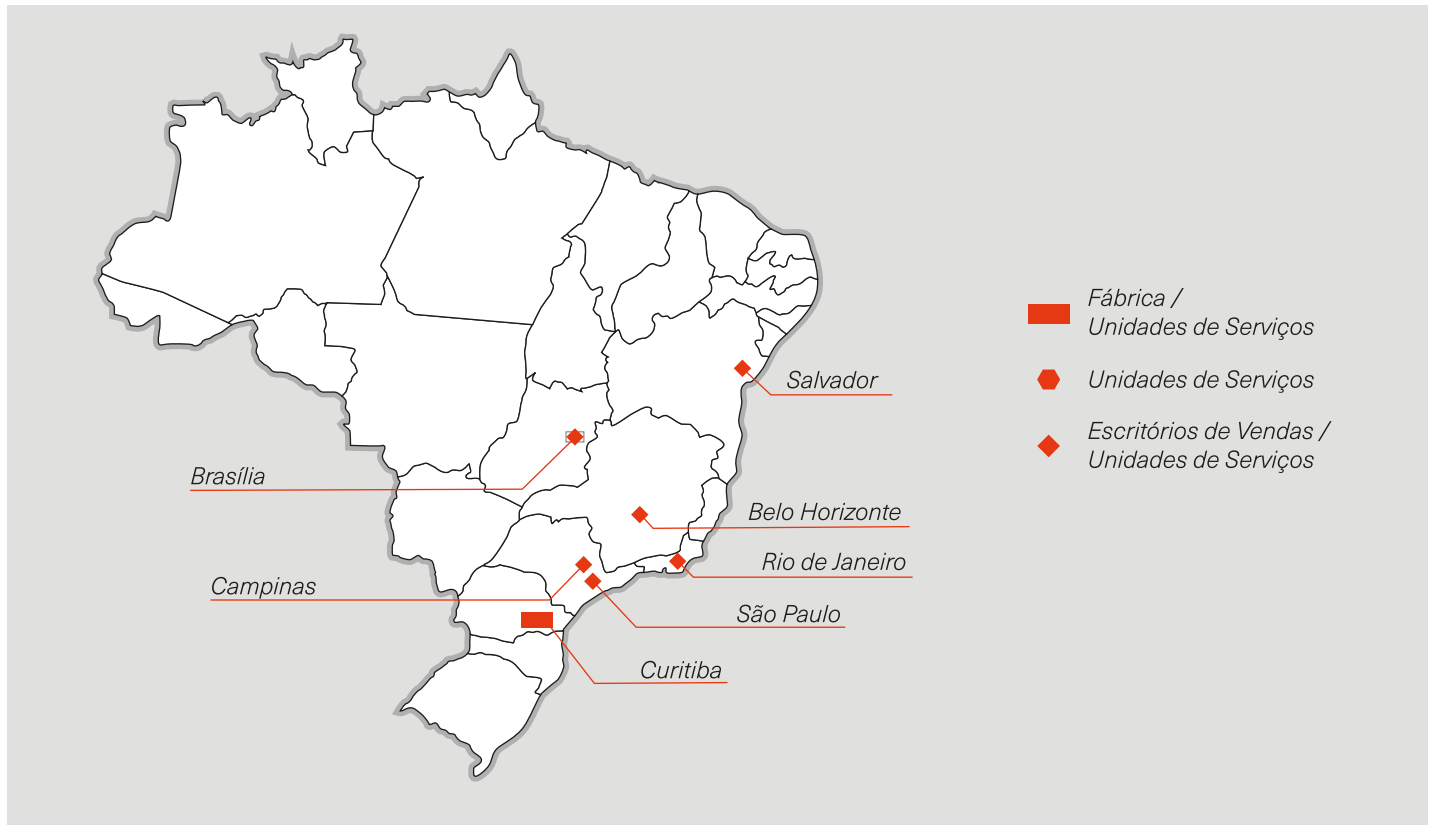 Fábrica /
Unidades de Serviços
Salvador
Unidades de Serviços
Escritórios de Vendas /
Unidades de Serviços
Brasília
Belo Horizonte
Rio de Janeiro
Campinas
São Paulo
Curitiba